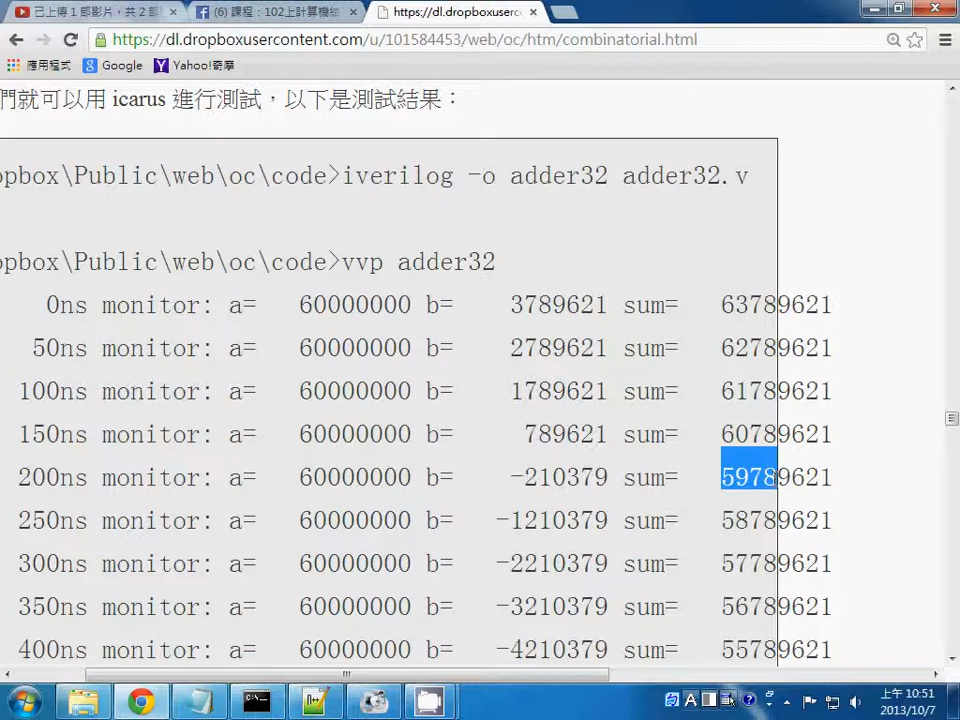 已上傳 1 部影片，共 2 部
(6) 課程：102上計算機結
https://dl.dropboxuserco
https://dl.dropboxusercontent.com/u/101584453/web/oc/htm/combinatorial.html
應用程式 Google Yahoo!奇摩
們就可以用 icarus 進行測試，以下是測試結果：
opbox\Public\web\oc\code>iverilog -o adder32 adder32.v
opbox\Public\web\oc\code>vvp adder32
0ns monitor: a= 60000000 b= 3789621 sum= 63789621
50ns monitor: a= 60000000 b= 2789621 sum= 62789621
100ns monitor: a= 60000000 b= 1789621 sum= 61789621
150ns monitor: a= 60000000 b= 789621 sum= 60789621
200ns monitor: a= 60000000 b= -210379 sum= 59789621
250ns monitor: a= 60000000 b= -1210379 sum= 58789621
300ns monitor: a= 60000000 b= -2210379 sum= 57789621
350ns monitor: a= 60000000 b= -3210379 sum= 56789621
400ns monitor: a= 60000000 b= -4210379 sum= 55789621
上午 10:51
2013/10/7